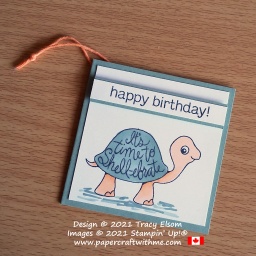 happy birthday!
It's
time to
Shellebrate
Design © 2021 Tracy Elsom
Images © 2021 Stampin' Up!®
www.papercraftwithme.com